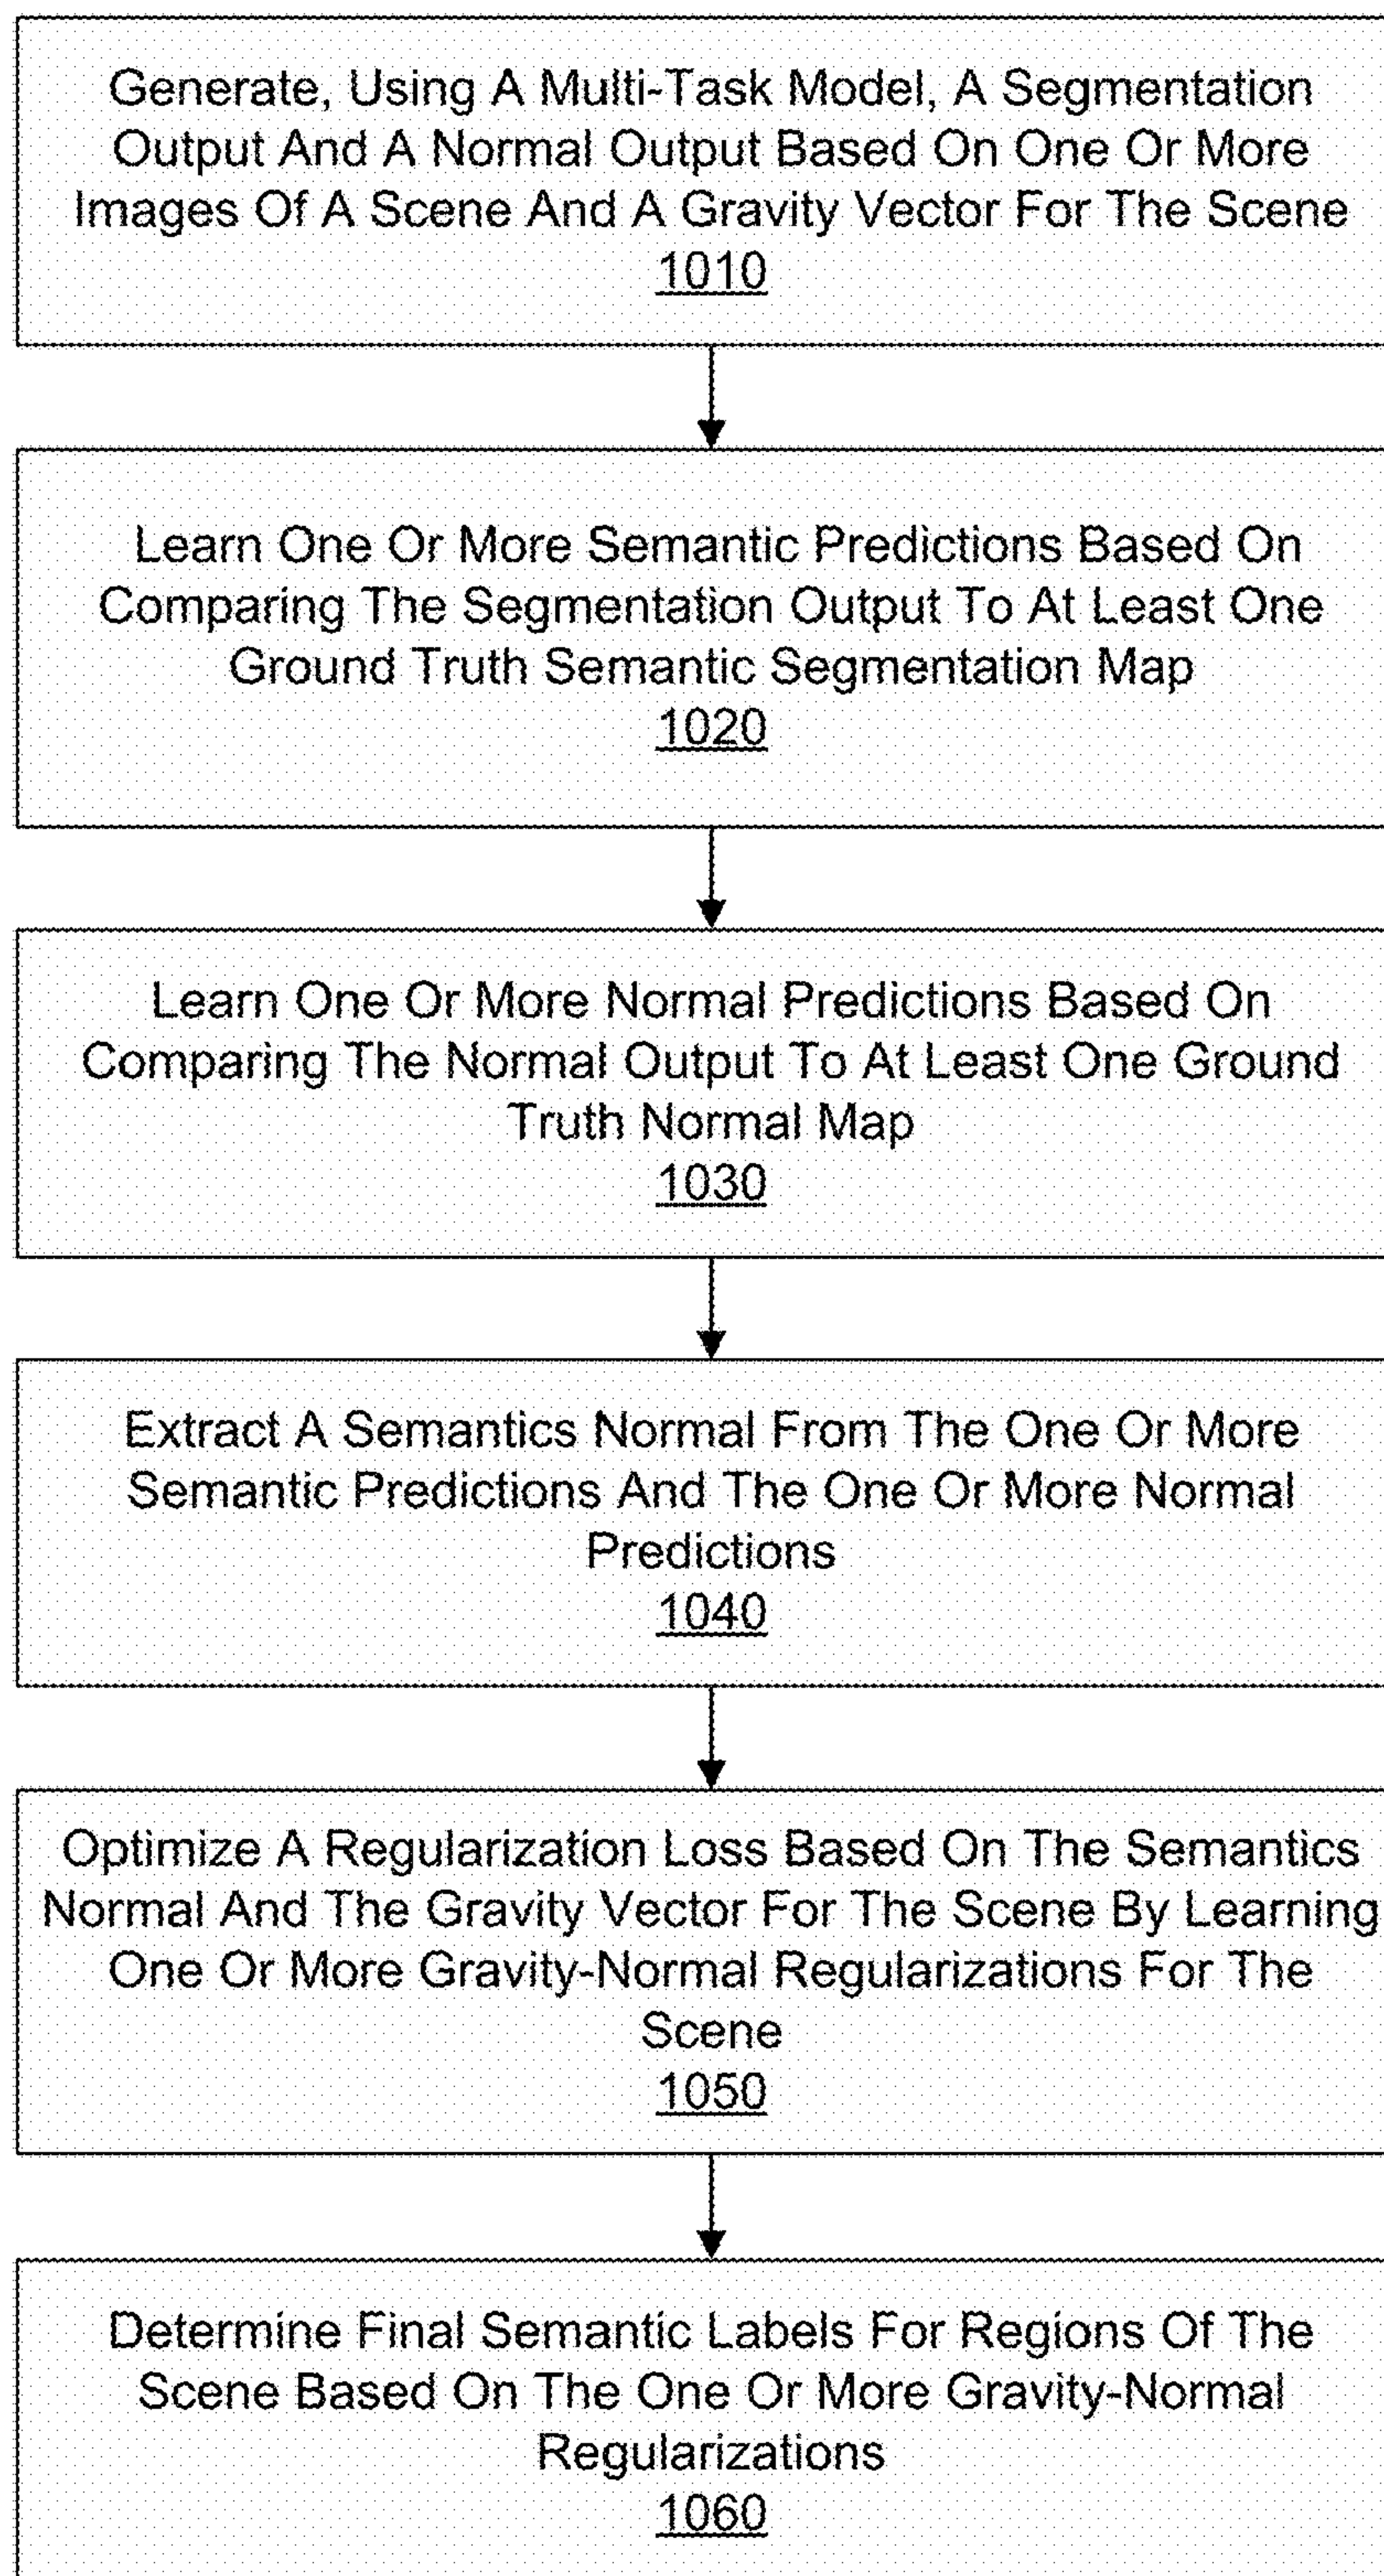 Generate, Using A Multi-Task Model, A Segmentation
Output And A Normal Output Based On One Or More
Images Of A Scene And A Gravity Vector For The Scene
1010
Learn One Or More Semantic Predictions Based On
Comparing The Segmentation Output To At Least One
Ground Truth Semantic Segmentation Map
1020
Learn One Or More Normal Predictions Based On
Comparing The Normal Output To At Least One Ground
Truth Normal Map
1030
Extract A Semantics Normal From The One Or More
Semantic Predictions And The One Or More Normal
Predictions
1040
Optimize A Regularization Loss Based On The Semantics
Normal And The Gravity Vector For The Scene By Learning
One Or More Gravity-Normal Regularizations For The
Scene
1050
Determine Final Semantic Labels For Regions Of The
Scene Based On The One Or More Gravity-Normal
Regularizations
1060